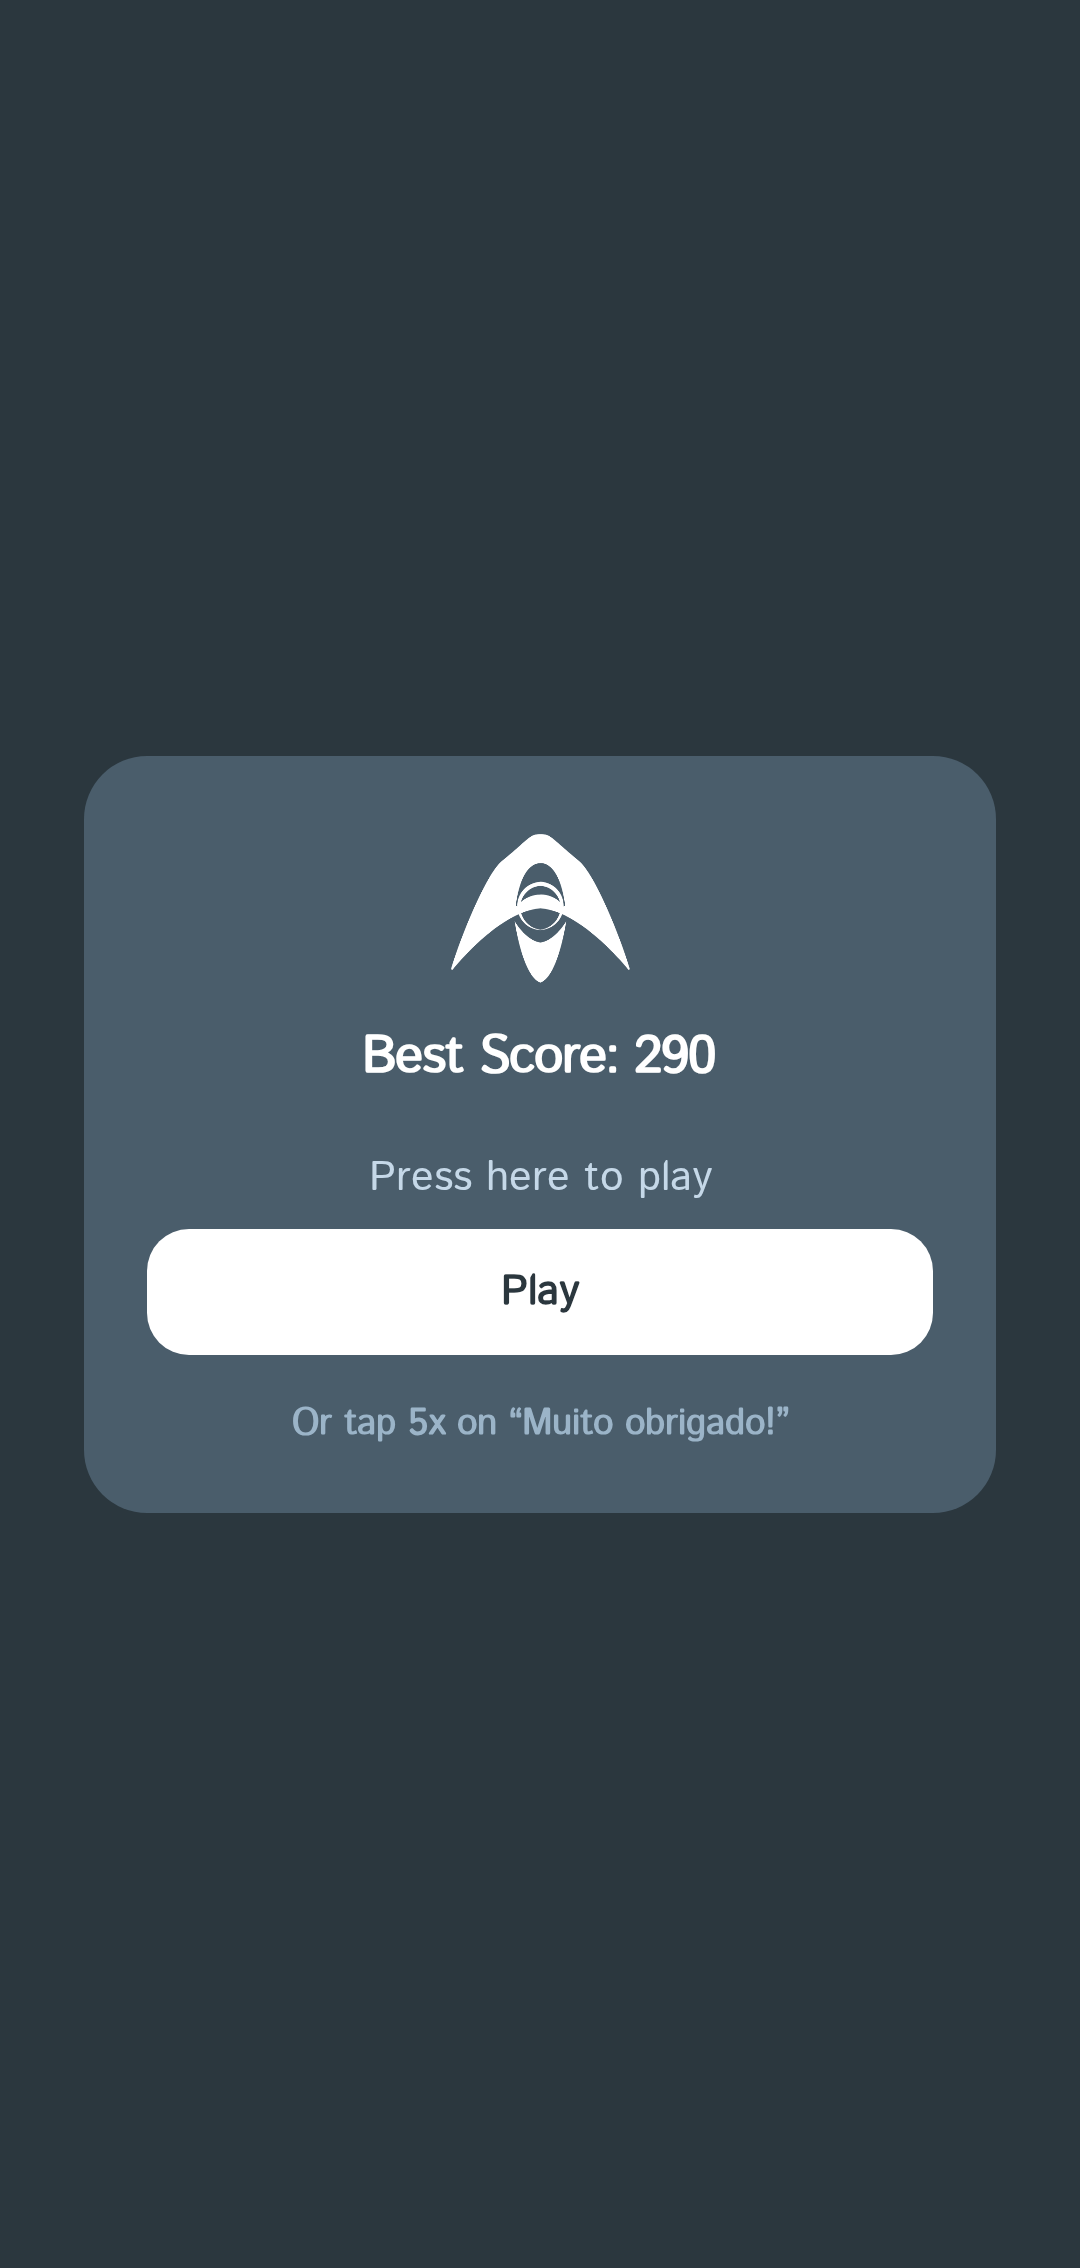 Best Score: 290
Press here to play
Play
Or tap 5x on “Muito obrigado!”